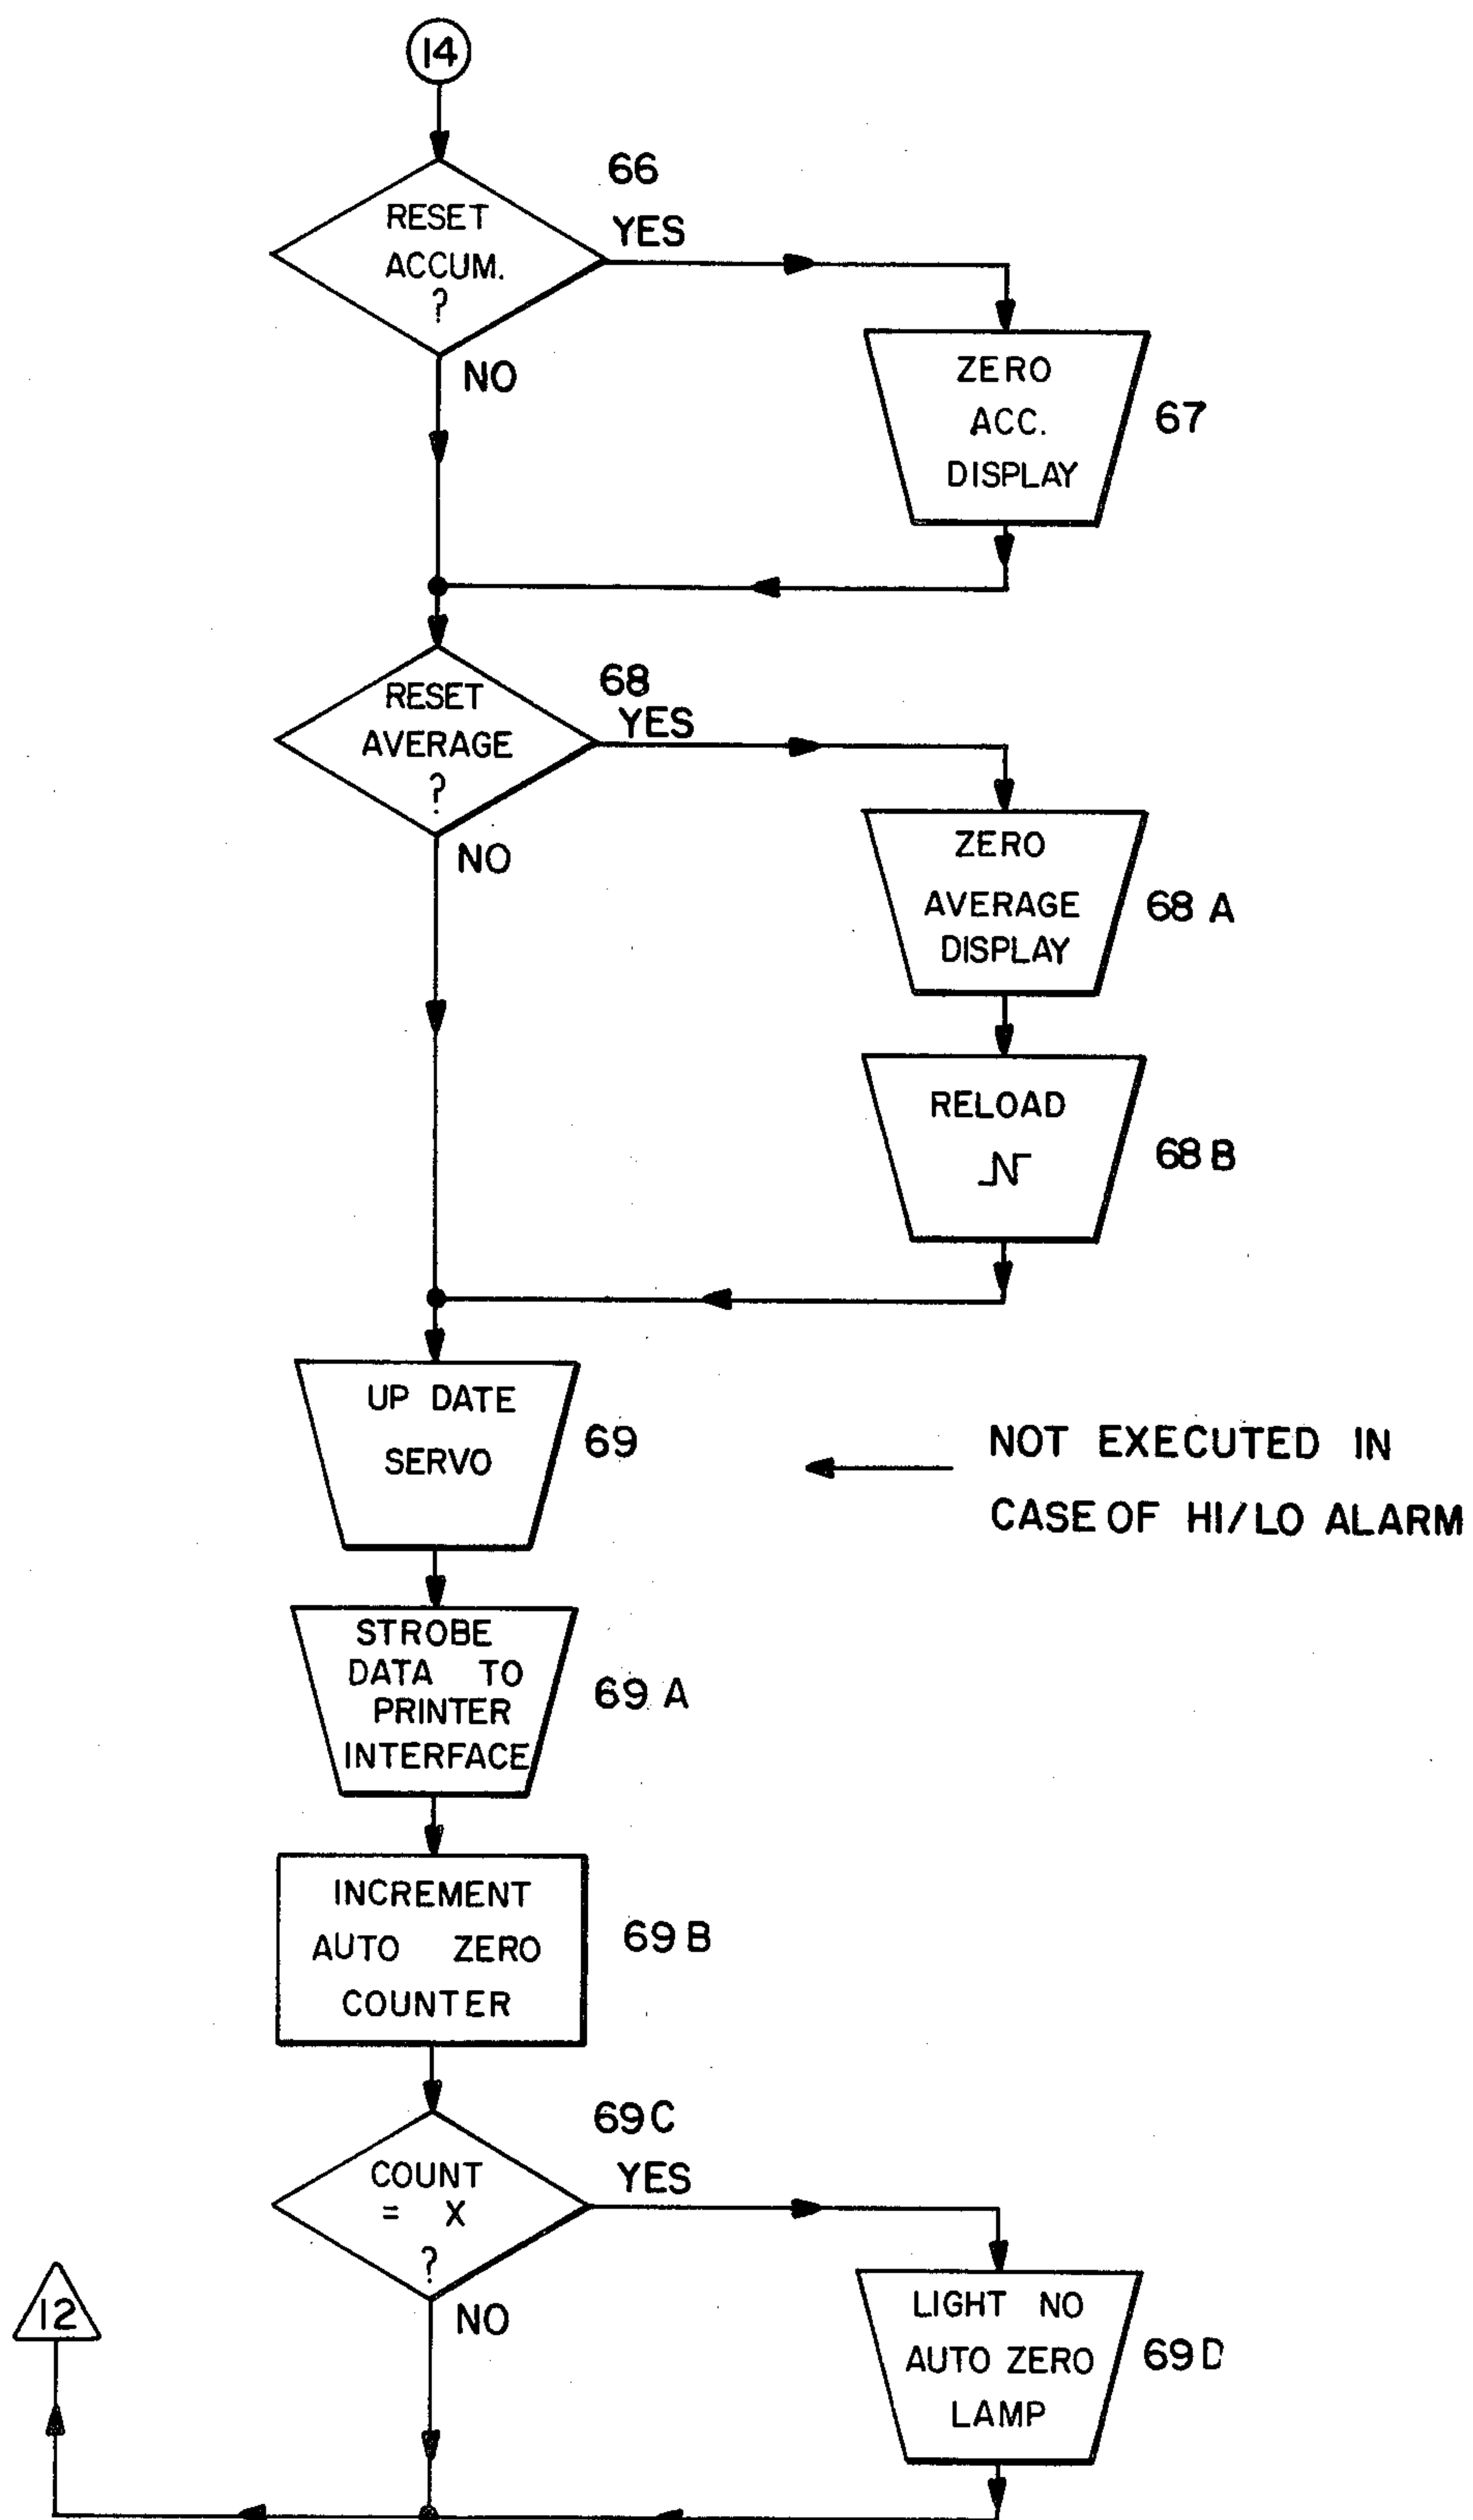 14
66
YES
RESET
ACCUM.
?
NO
ZERO
ACC.
DISPLAY
67
68
YES
RESET
AVERAGE
?
NO
ZERO
AVERAGE
DISPLAY
68 A
RELOAD
N
68 B
UP DATE
SERVO
69
NOT EXECUTED IN
CASE OF HI/LO ALARM
STROBE
DATA TO
PRINTER
INTERFACE
69 A
INCREMENT
AUTO ZERO
COUNTER
69 B
69C
YES
COUNT
= X
?
NO
12
LIGHT NO
AUTO ZERO
LAMP
69D